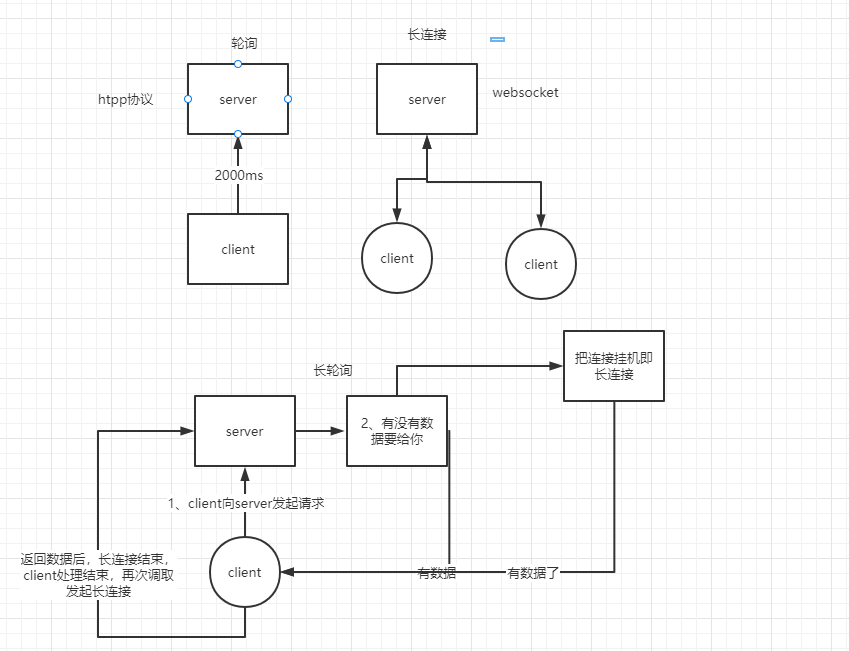 轮询
长连接
htpp协议
server
server
websocket
2000ms
client
client
client
长轮询
把连接挂机即
长连接
server
2、有没有数
据要给你
1、client向server发起请求
返回数据后，长连接结束，
client处理结束，再次调取
发起长连接
client
有数据
有数据了